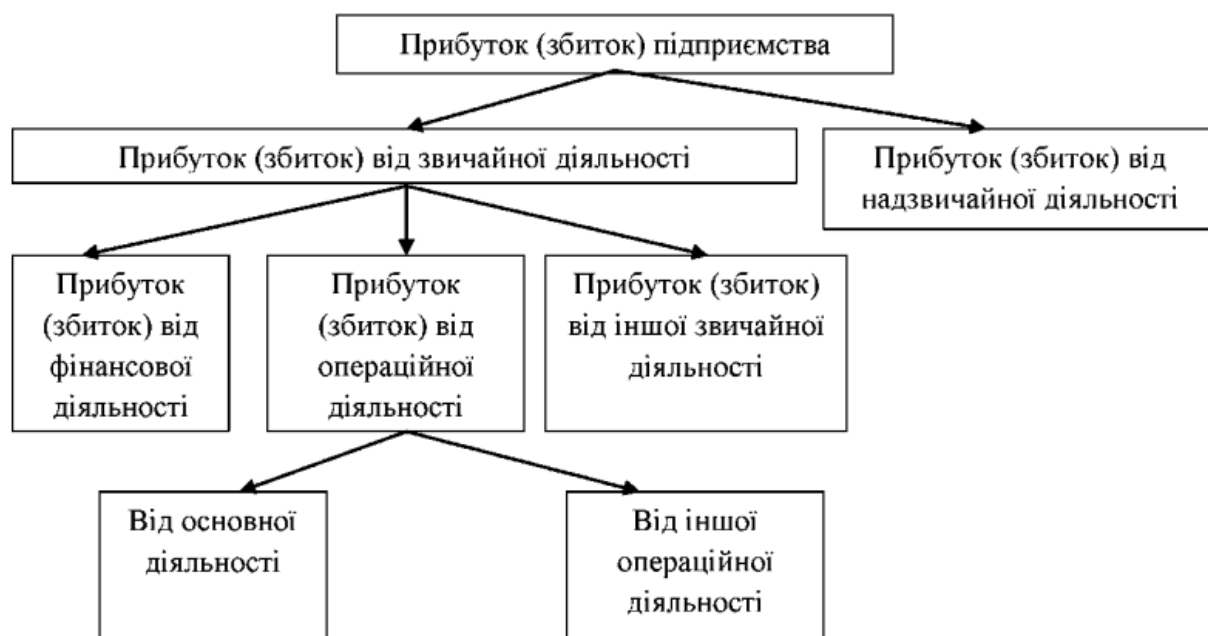 Прибуток (збиток) підприємства
Прибуток (збиток) від звичайної діяльності
Прибуток (збиток) від
надзвичайної діяльності
Прибуток
(збиток) від
фінансової
діяльності
Прибуток
(збиток) від
операційної
діяльності
Прибуток (збиток)
від іншої звичайної
діяльності
Від основної
діяльності
Від іншої
операційної
діяльності